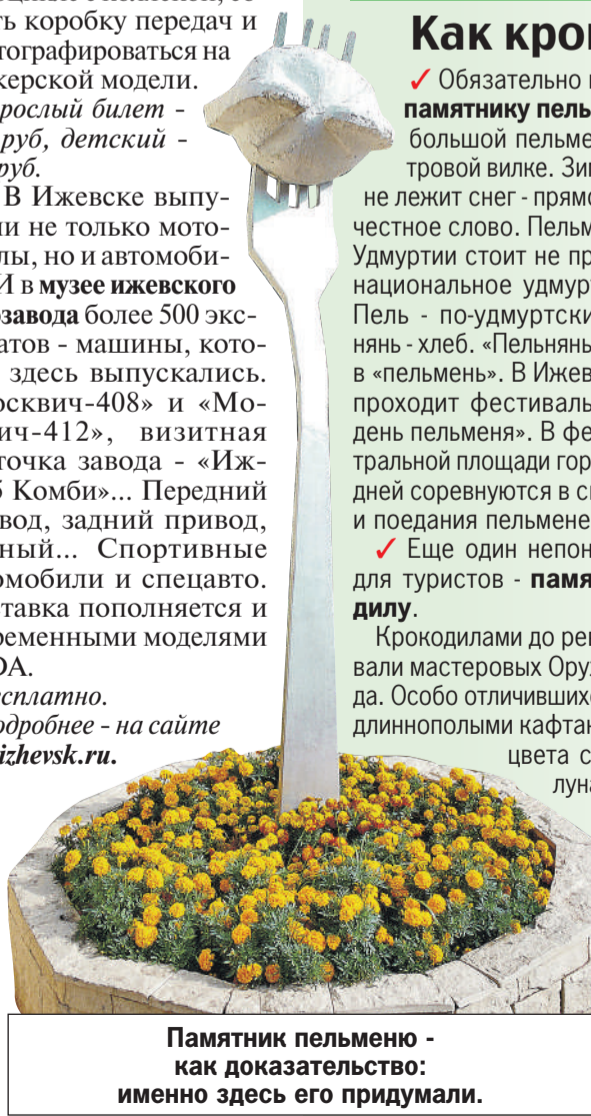 ть коробку передач и
тографироваться на
керской модели.
рослый билет -
руб, детский -
руб.
В Ижевске выпу-
ли не только мото-
лы, но и автомоби-
И в музее ижевского
озавода более 500 экс-
атов - машины, кото-
здесь выпускались.
осквич-408» и «Мо-
ич-412», визитная
точка завода - «Иж-
б Комби»... Передний
вод, задний привод,
ный... Спортивные
омобили и спецавто.
тавка пополняется и
ременными моделями
DA.
есплатно.
одробнее - на сайте
izhevsk.ru.
Как кро
✓ Обязательно
памятнику пель
большой пельме
тровой вилке. Зи
не лежит снег - прямо
честное слово. Пельм
Удмуртии стоит не пр
национальное удмур
Пель - по-удмуртски
нянь - хлеб. «Пельнянь
в «пельмень». В Ижев
проходит фестиваль
день пельменя». В фе
тральной площади гор
дней соревнуются в с
и поедания пельмене
✓ Еще один непон
для туристов - памя
дилу.
Крокодилами до ре
вали мастеровых Ору
да. Особо отличивших
длиннополыми кафта
цвета с
луна
Памятник пельменю -
как доказательство:
именно здесь его придумали.